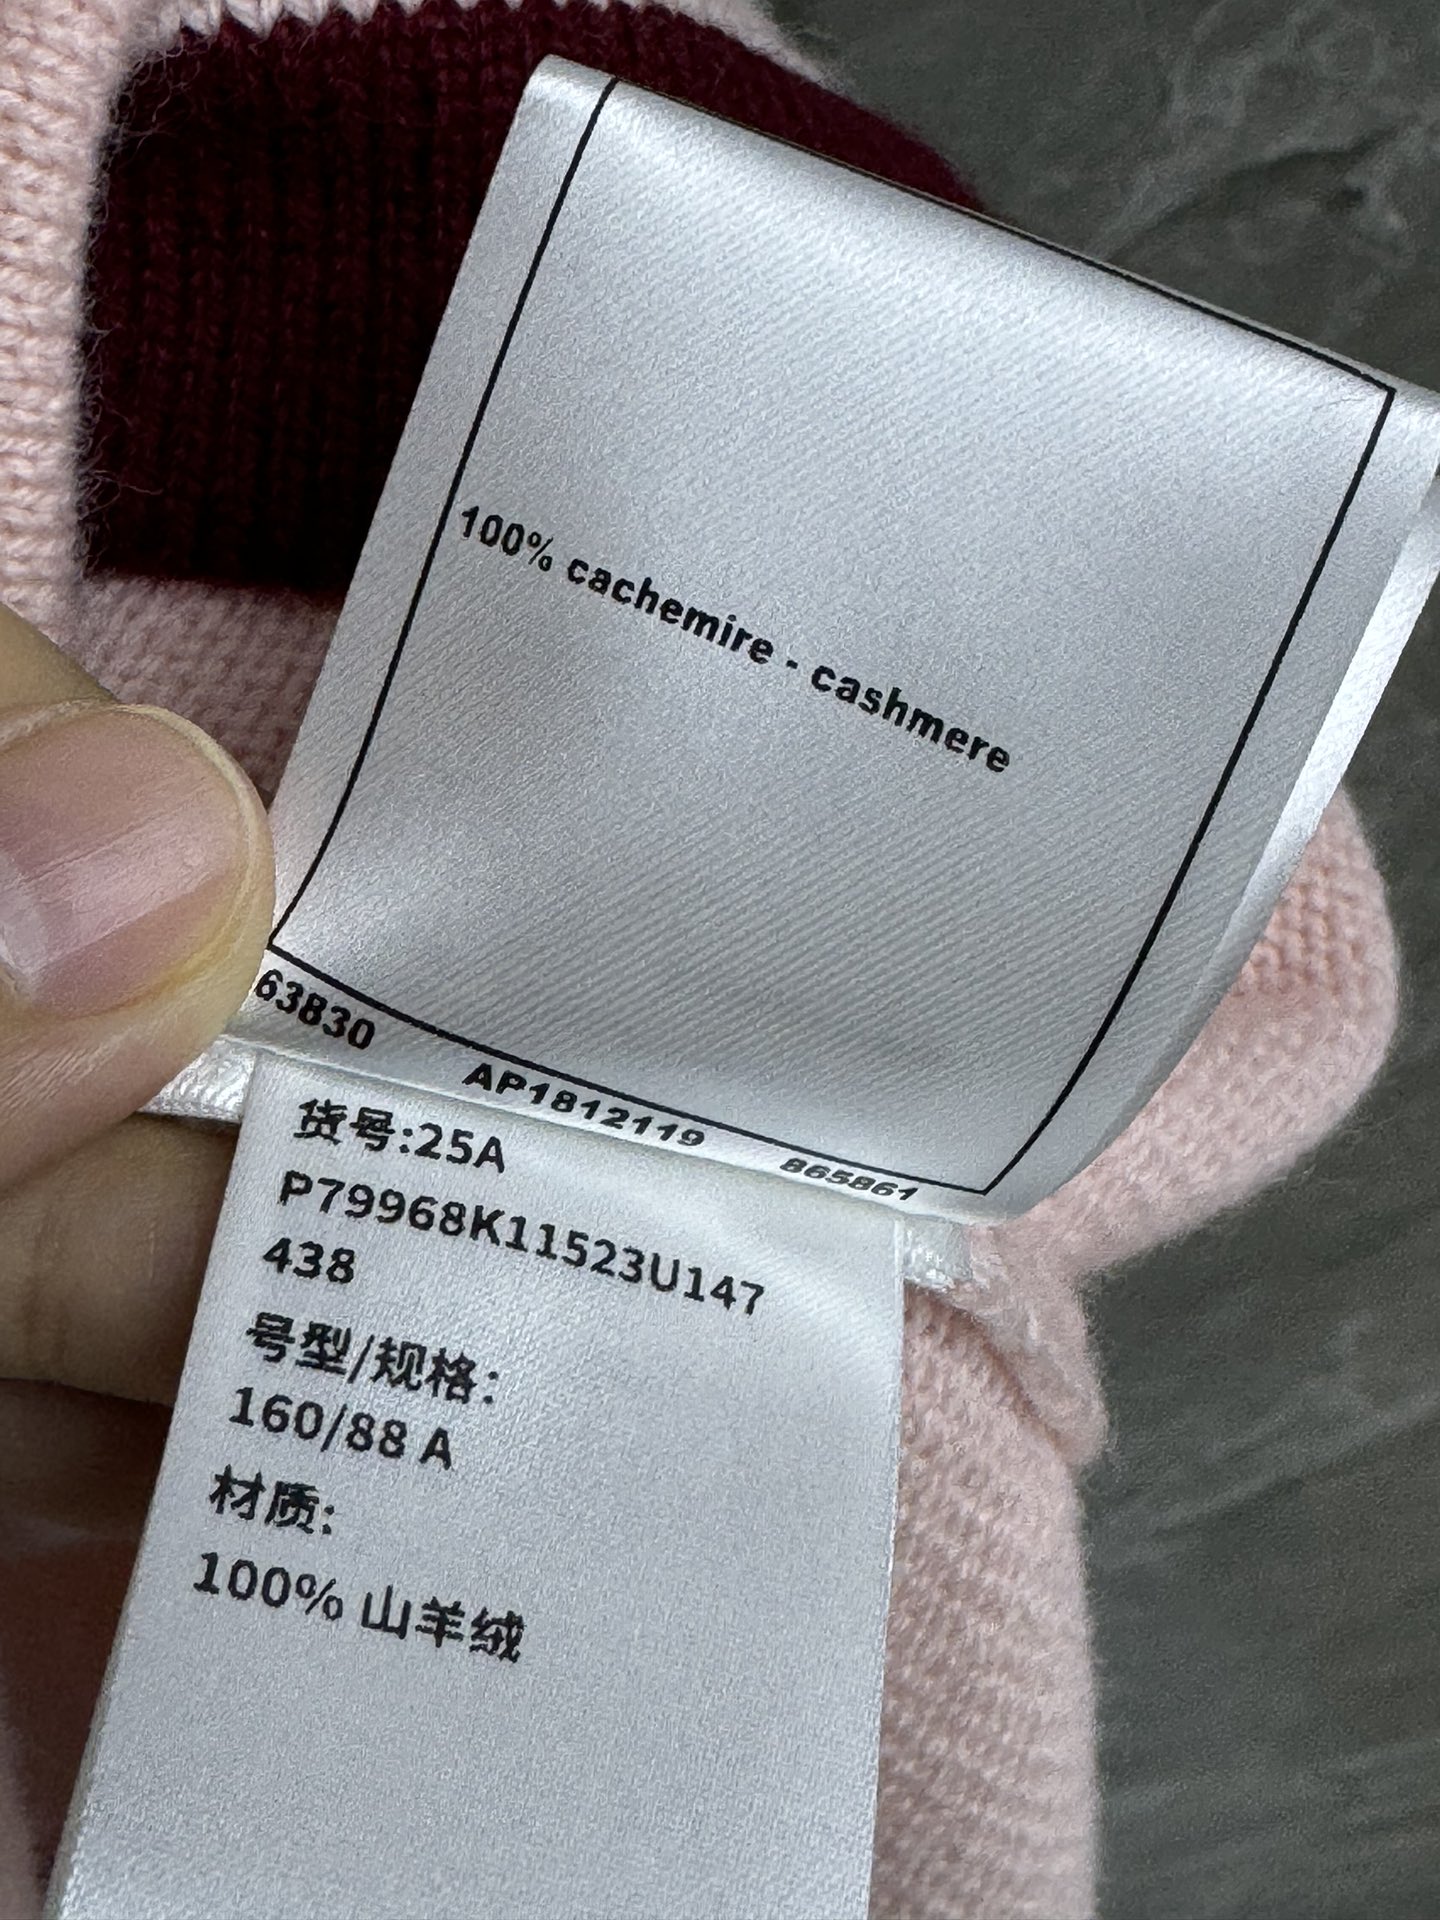 100% cachemire - cashmere
63830 AP1812119 865861
货号:25A
P79968K11523U147
438
号型/规格:
160/88 A
材质:
100% 山羊绒